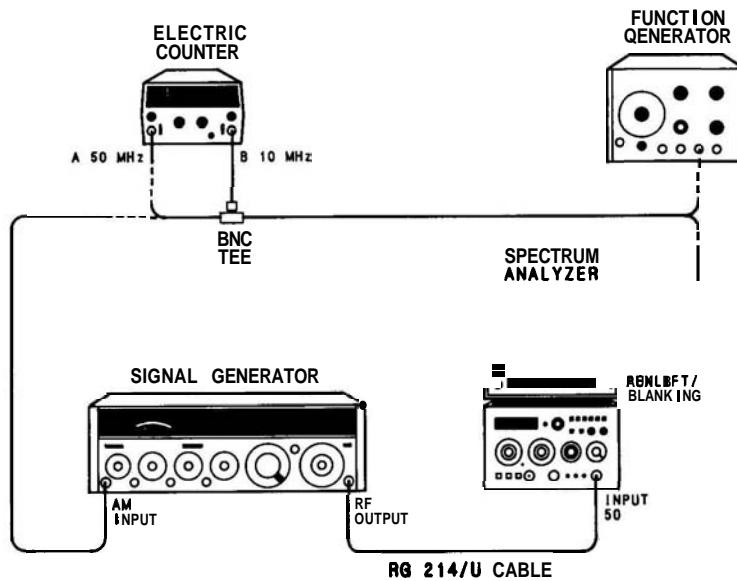 ELECTRIC
COUNTER
FUNCTION
QENERATOR
A 50 MHz
B 10 MHz
BNC
TEE
SPECTRUM
ANALYZER
SIGNAL GENERATOR
BLANKING
AM
INPUT
RF
OUTPUT
INPUT
50
RG 214/U CABLE